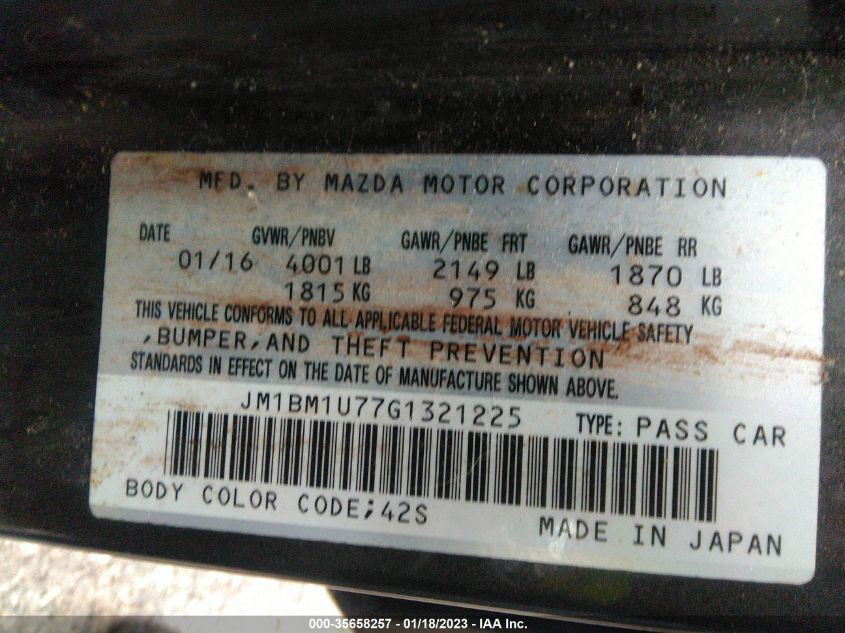 MFD. BY MAZDA MOTOR CORPORATION
DATE GVWR/PNBV GAWR/PNBE FRT GAWR/PNBE RR
01/16 4001 LB 2149 LB 1870 LB
1815 KG 975 KG 848 KG
THIS VEHICLE CONFORMS TO ALL APPLICABLE FEDERAL MOTOR VEHICLE SAFETY
,BUMPER,AND THEFT PREVENTION
STANDARDS IN EFFECT ON THE DATE OF MANUFACTURE SHOWN ABOVE.
JM1BM1U77G1321225 TYPE: PASS CAR
BODY COLOR CODE;42S
MADE IN JAPAN
000-35658257 - 01/18/2023 - IAA Inc.